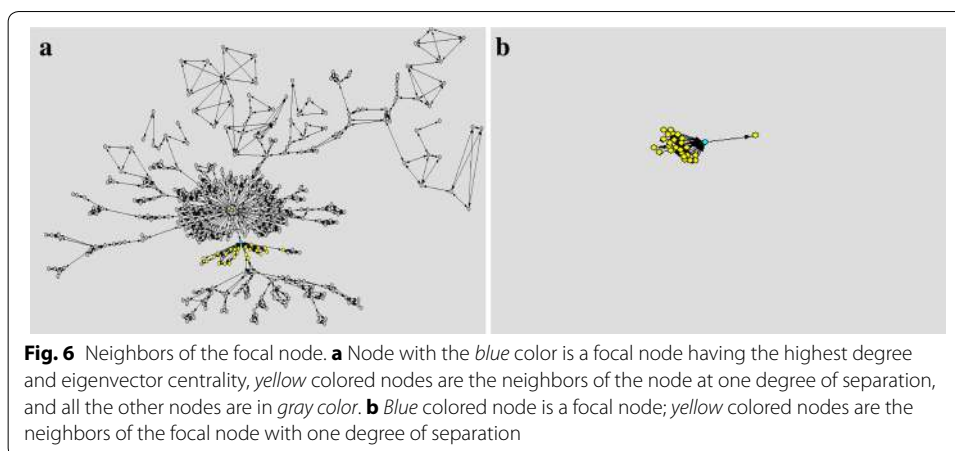 a
b
Fig. 6 Neighbors of the focal node. a Node with the blue color is a focal node having the highest degree
and eigenvector centrality, yellow colored nodes are the neighbors of the node at one degree of separation,
and all the other nodes are in gray color. b Blue colored node is a focal node; yellow colored nodes are the
neighbors of the focal node with one degree of separation